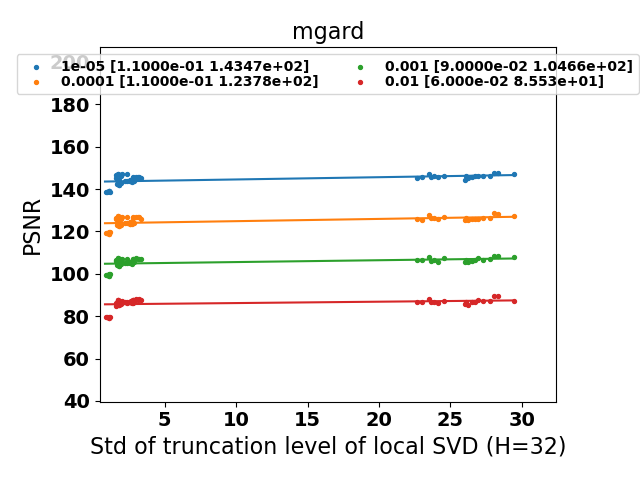 mgard
1e-05 [1.1000e-01 1.4347e+02]
0.0001 [1.1000e-01 1.2378e+02]
0.001 [9.0000e-02 1.0466e+02]
0.01 [6.000e-02 8.553e+01]
200
180
160
140
120
100
80
60
40
PSNR
5 10 15 20 25 30
Std of truncation level of local SVD (H=32)